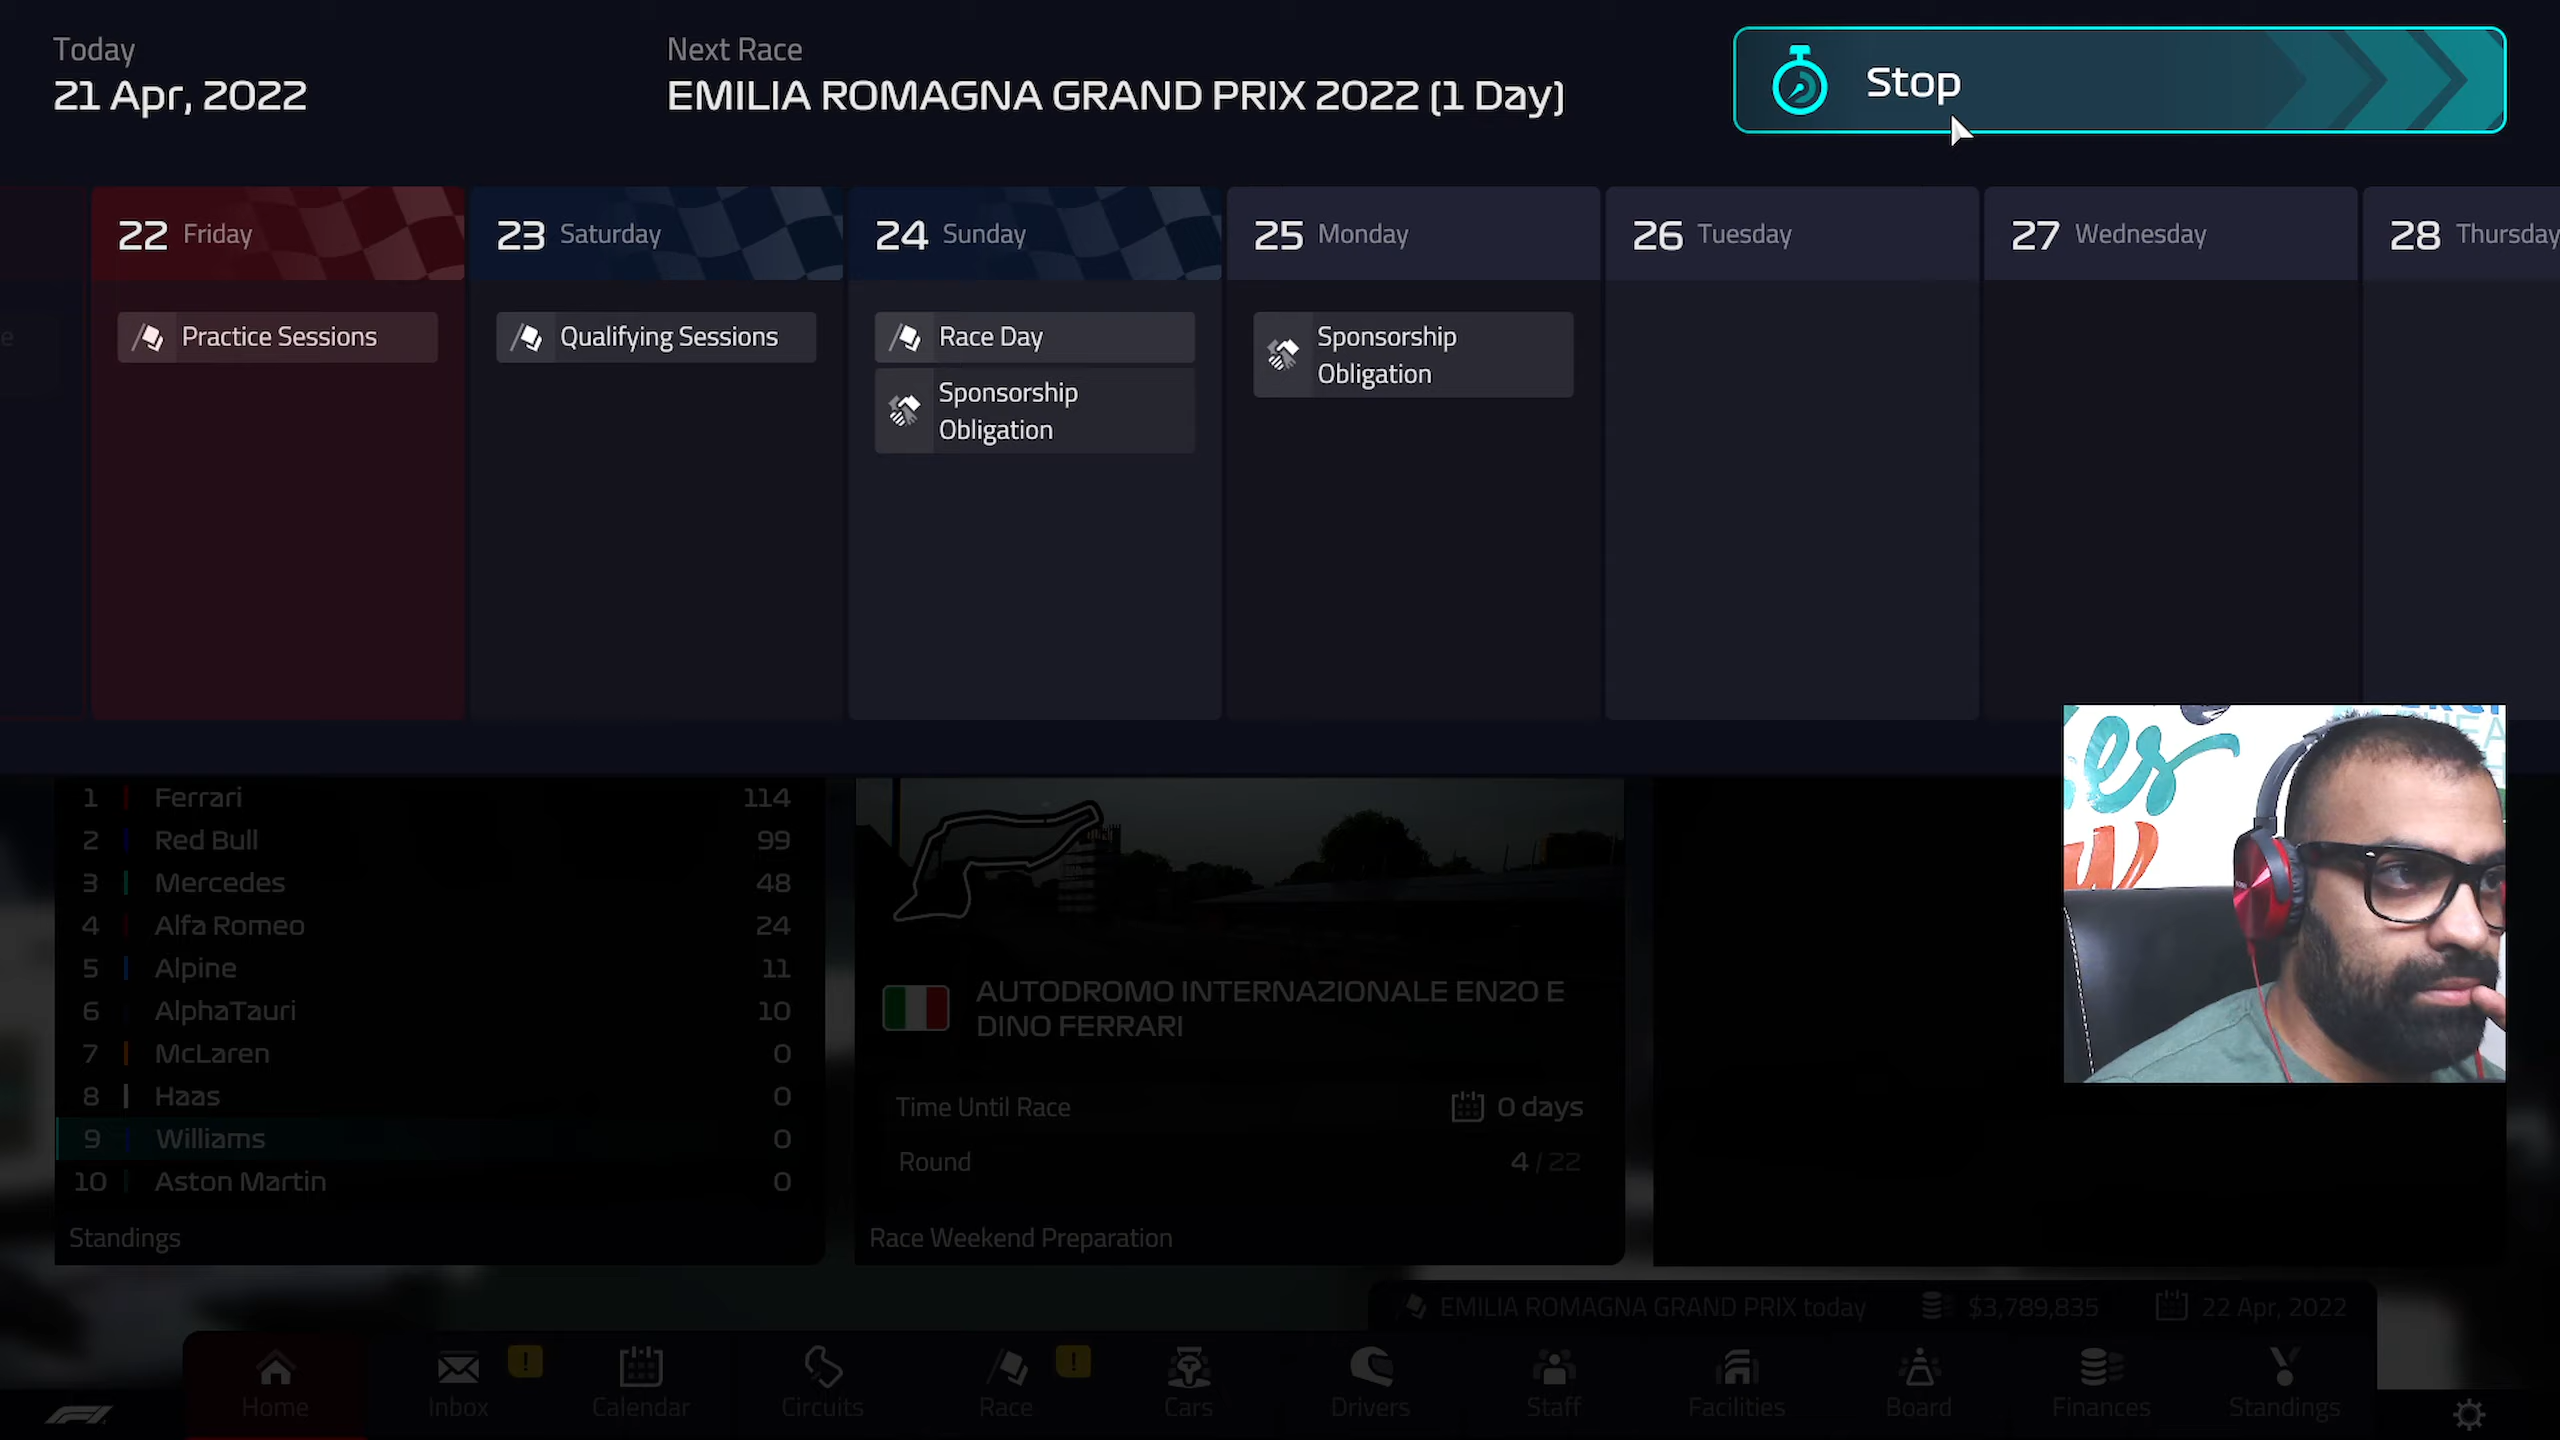 Today
21 Apr, 2022
Next Race
EMILIA ROMAGNA GRAND PRIX 2022 (1 Day)
Stop
22 Friday
23 Saturday
24 Sunday
25 Monday
26 Tuesday
27 Wednesday
28 Thursday
Practice Sessions
Qualifying Sessions
Race Day
Sponsorship
Obligation
Sponsorship
Obligation
1 Ferrari 114
2 Red Bull 99
3 Mercedes 48
4 Alfa Romeo 24
5 Alpine 11
6 AlphaTauri 10
7 McLaren 0
8 Haas 0
9 Williams 0
10 Aston Martin 0
Standings
AUTODROMO INTERNAZIONALE ENZO E
DINO FERRARI
Time Until Race 0 days
Round 4 / 22
Race Weekend Preparation
EMILIA ROMAGNA GRAND PRIX today $3,789,835 22 Apr, 2022
Home
Inbox
!
Calendar
Circuits
Race
!
Cars
Drivers
Staff
Facilities
Board
Finances
Standings